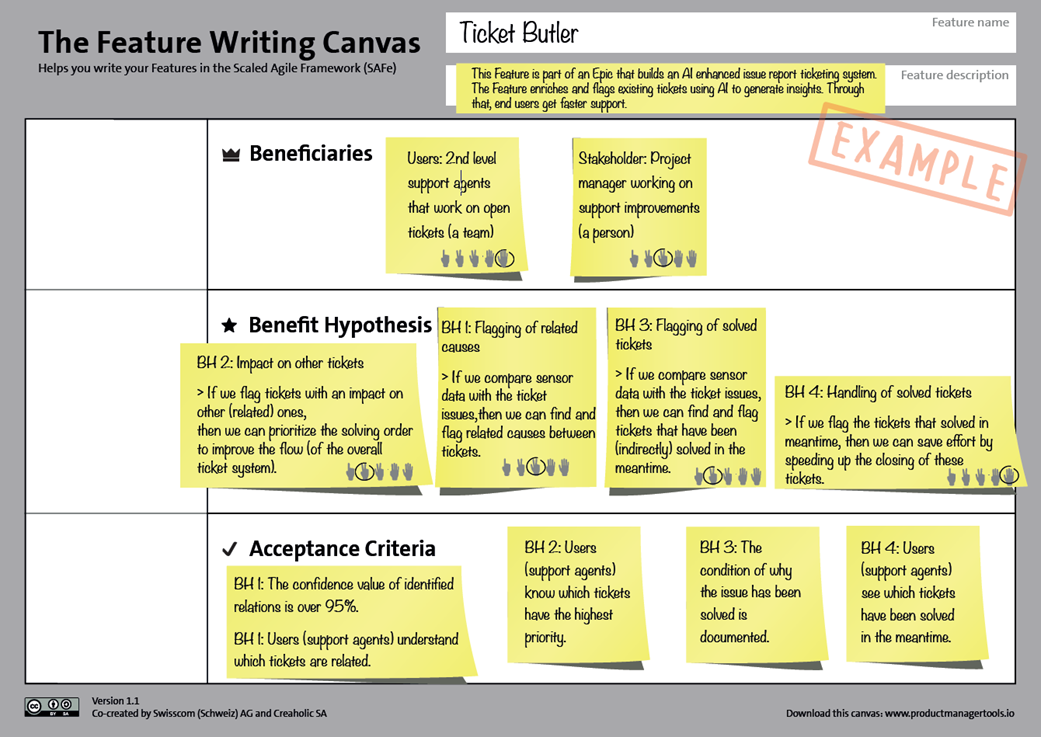 The Feature Writing Canvas
Helps you write your Features in the Scaled Agile Framework (SAFe)
Ticket Butler
Feature name
This Feature is part of an Epic that builds an AI enhanced issue report ticketing system.
The Feature enriches and flags existing tickets using AI to generate insights. Through
that, end users get faster support.
Feature description
EXAMPLE
Beneficiaries
Users: 2nd level
support agents
that work on open
tickets (a team)
Stakeholder: Project
manager working on
support improvements
(a person)
Benefit Hypothesis
BH 2: Impact on other tickets
> If we flag tickets with an impact on
other (related) ones,
then we can prioritize the solving order
to improve the flow (of the overall
ticket system).
BH 1: Flagging of related
causes
> If we compare sensor
data with the ticket
issues,then we can find and
flag related causes between
tickets.
BH 3: Flagging of solved
tickets
> If we compare sensor
data with the ticket issues,
then we can find and flag
tickets that have been
(indirectly) solved in the
meantime.
BH 4: Handling of solved tickets
> If we flag the tickets that solved in
meantime, then we can save effort by
speeding up the closing of these
tickets.
Acceptance Criteria
BH 1: The confidence value of identified
relations is over 95%.
BH 1: Users (support agents) understand
which tickets are related.
BH 2: Users
(support agents)
know which tickets
have the highest
priority.
BH 3: The
condition of why
the issue has been
solved is
documented.
BH 4: Users
(support agents)
see which tickets
have been solved
in the meantime.
cc
BY SA
Version 1.1
Co-created by Swisscom (Schweiz) AG and Creaholic SA
Download this canvas: www.productmanagertools.io